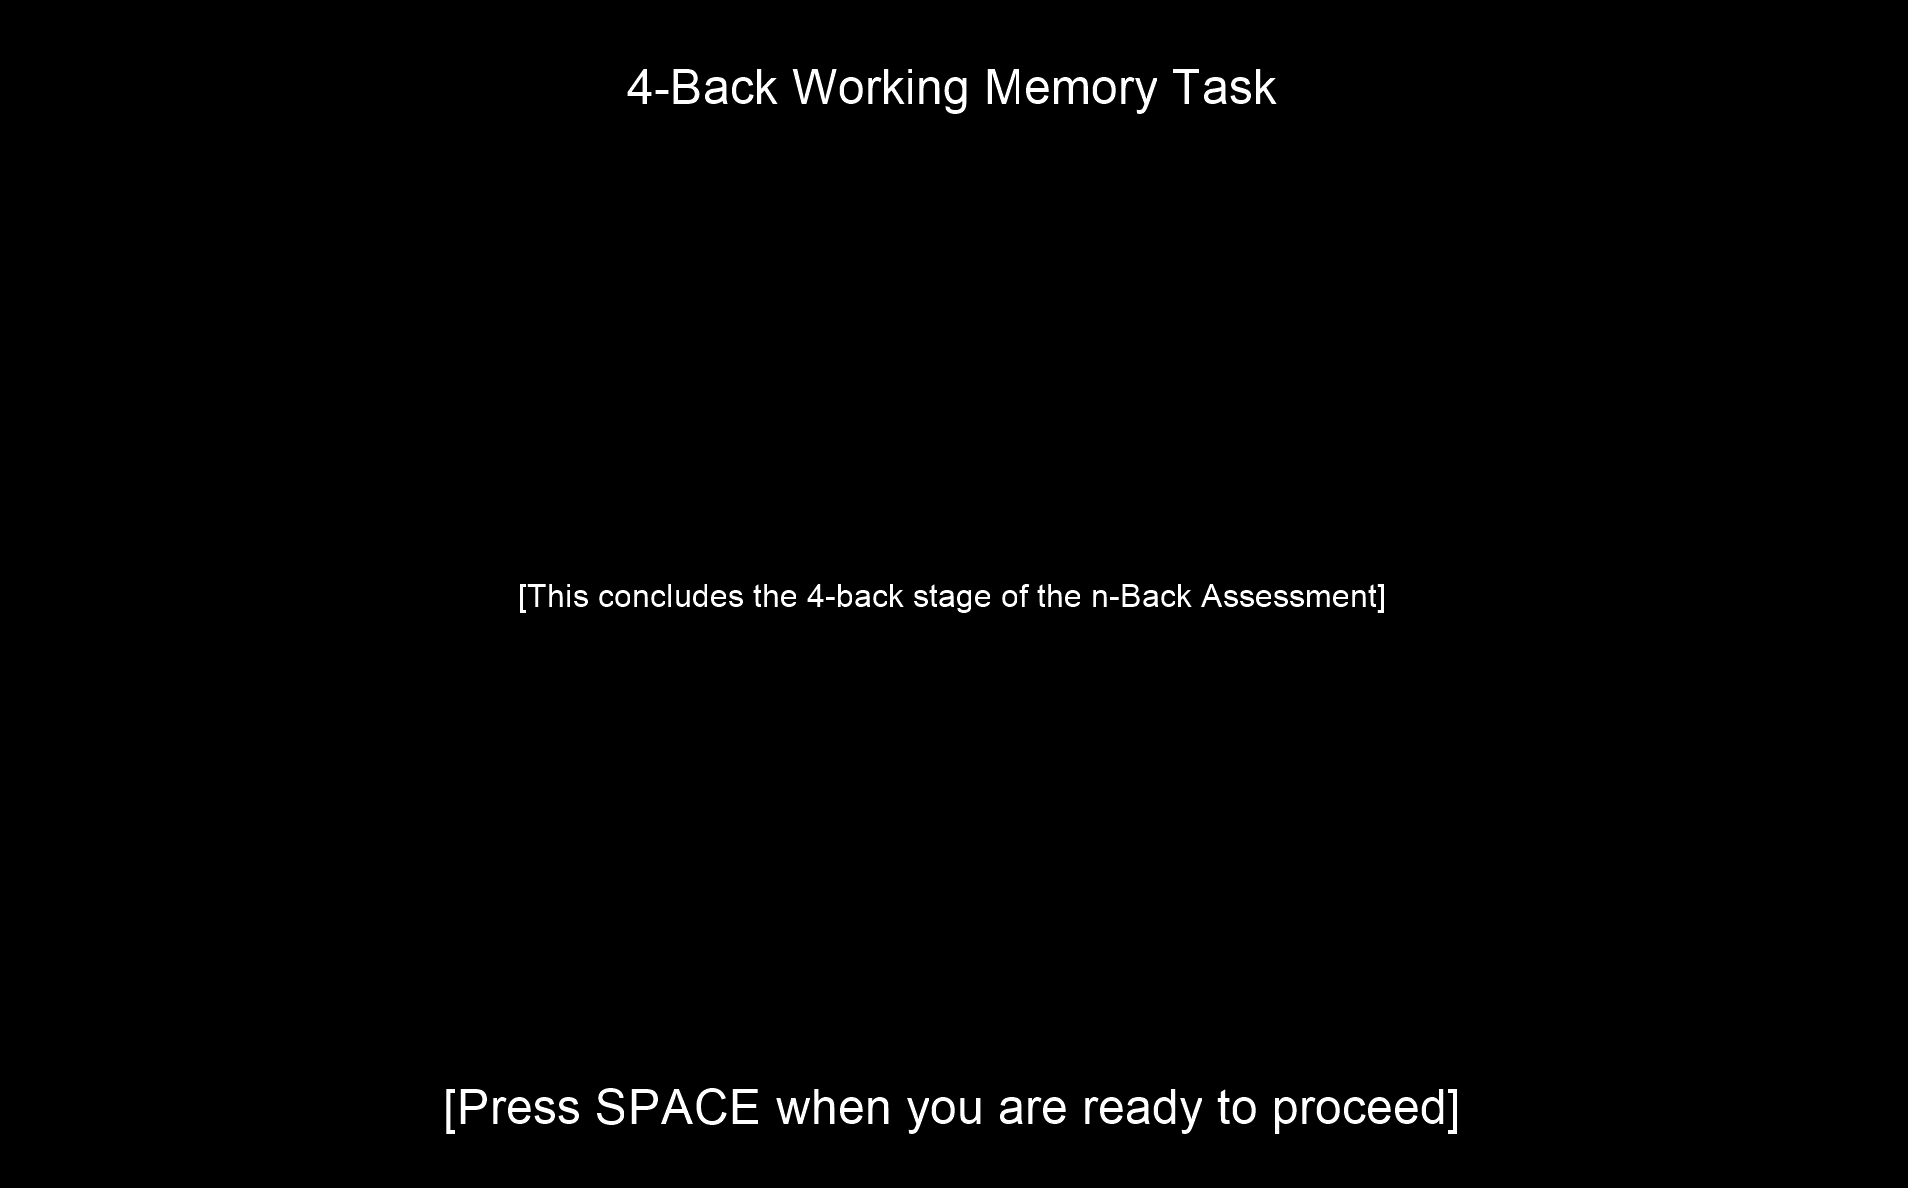 4-Back Working Memory Task
[This concludes the 4-back stage of the n-Back Assessment]
[Press SPACE when you are ready to proceed]